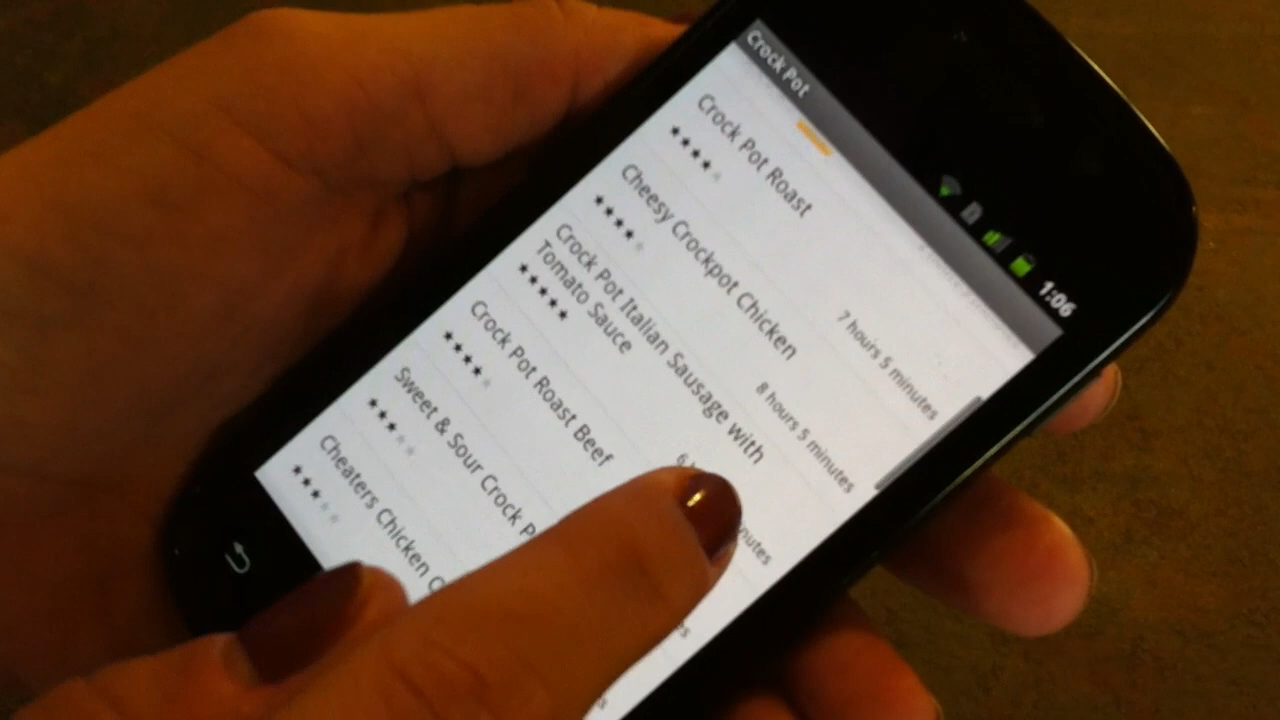 1:06
Crock Pot
Crock Pot Roast
7 hours 5 minutes
Cheesy Crockpot Chicken
8 hours 5 minutes
Crock Pot Italian Sausage with
Tomato Sauce
Crock Pot Roast Beef
Sweet & Sour Crock
Cheaters Chicken